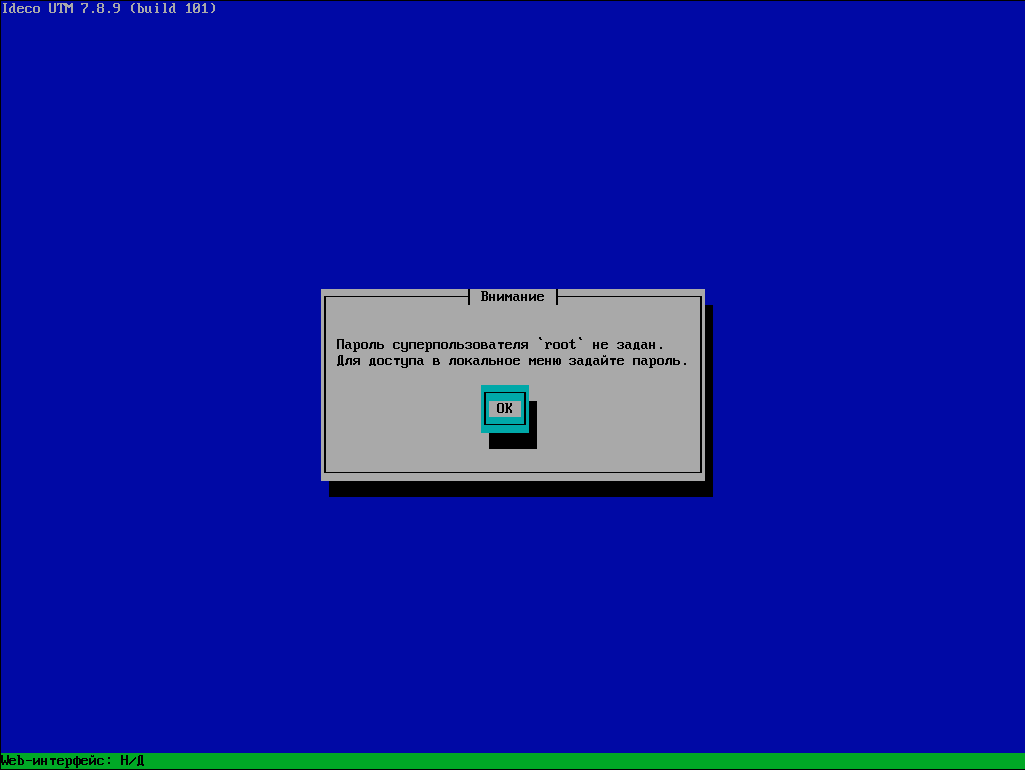 Ideco UTM 7.8.9 (build 101)
Внимание
Пароль суперпользователя `root` не задан.
Для доступа в локальное меню задайте пароль.
OK
Web-интерфейс: Н/Д